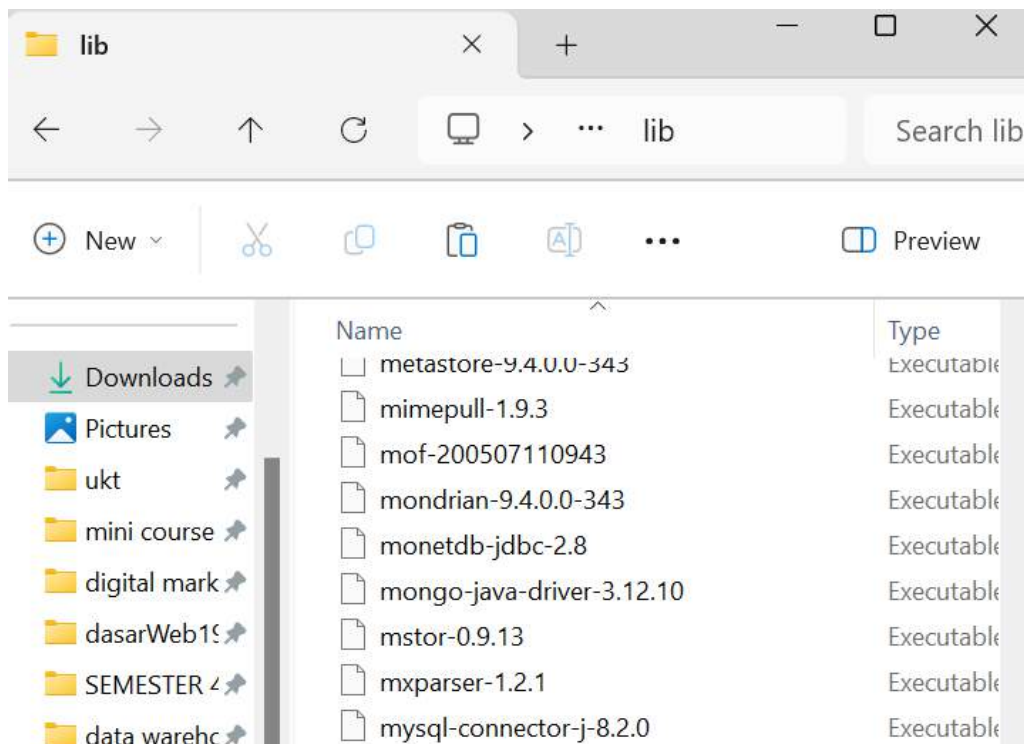 lib
lib
Search lib
New
Preview
Name
Type
metastore-9.4.0.0-343
Executable
Downloads
mimepull-1.9.3
Executable
Pictures
mof-200507110943
Executable
ukt
mondrian-9.4.0.0-343
Executable
mini course
monetdb-jdbc-2.8
Executable
digital mark
mongo-java-driver-3.12.10
Executable
dasarWeb19
mstor-0.9.13
Executable
SEMESTER 4
mxparser-1.2.1
Executable
data warehc
mysql-connector-j-8.2.0
Executable